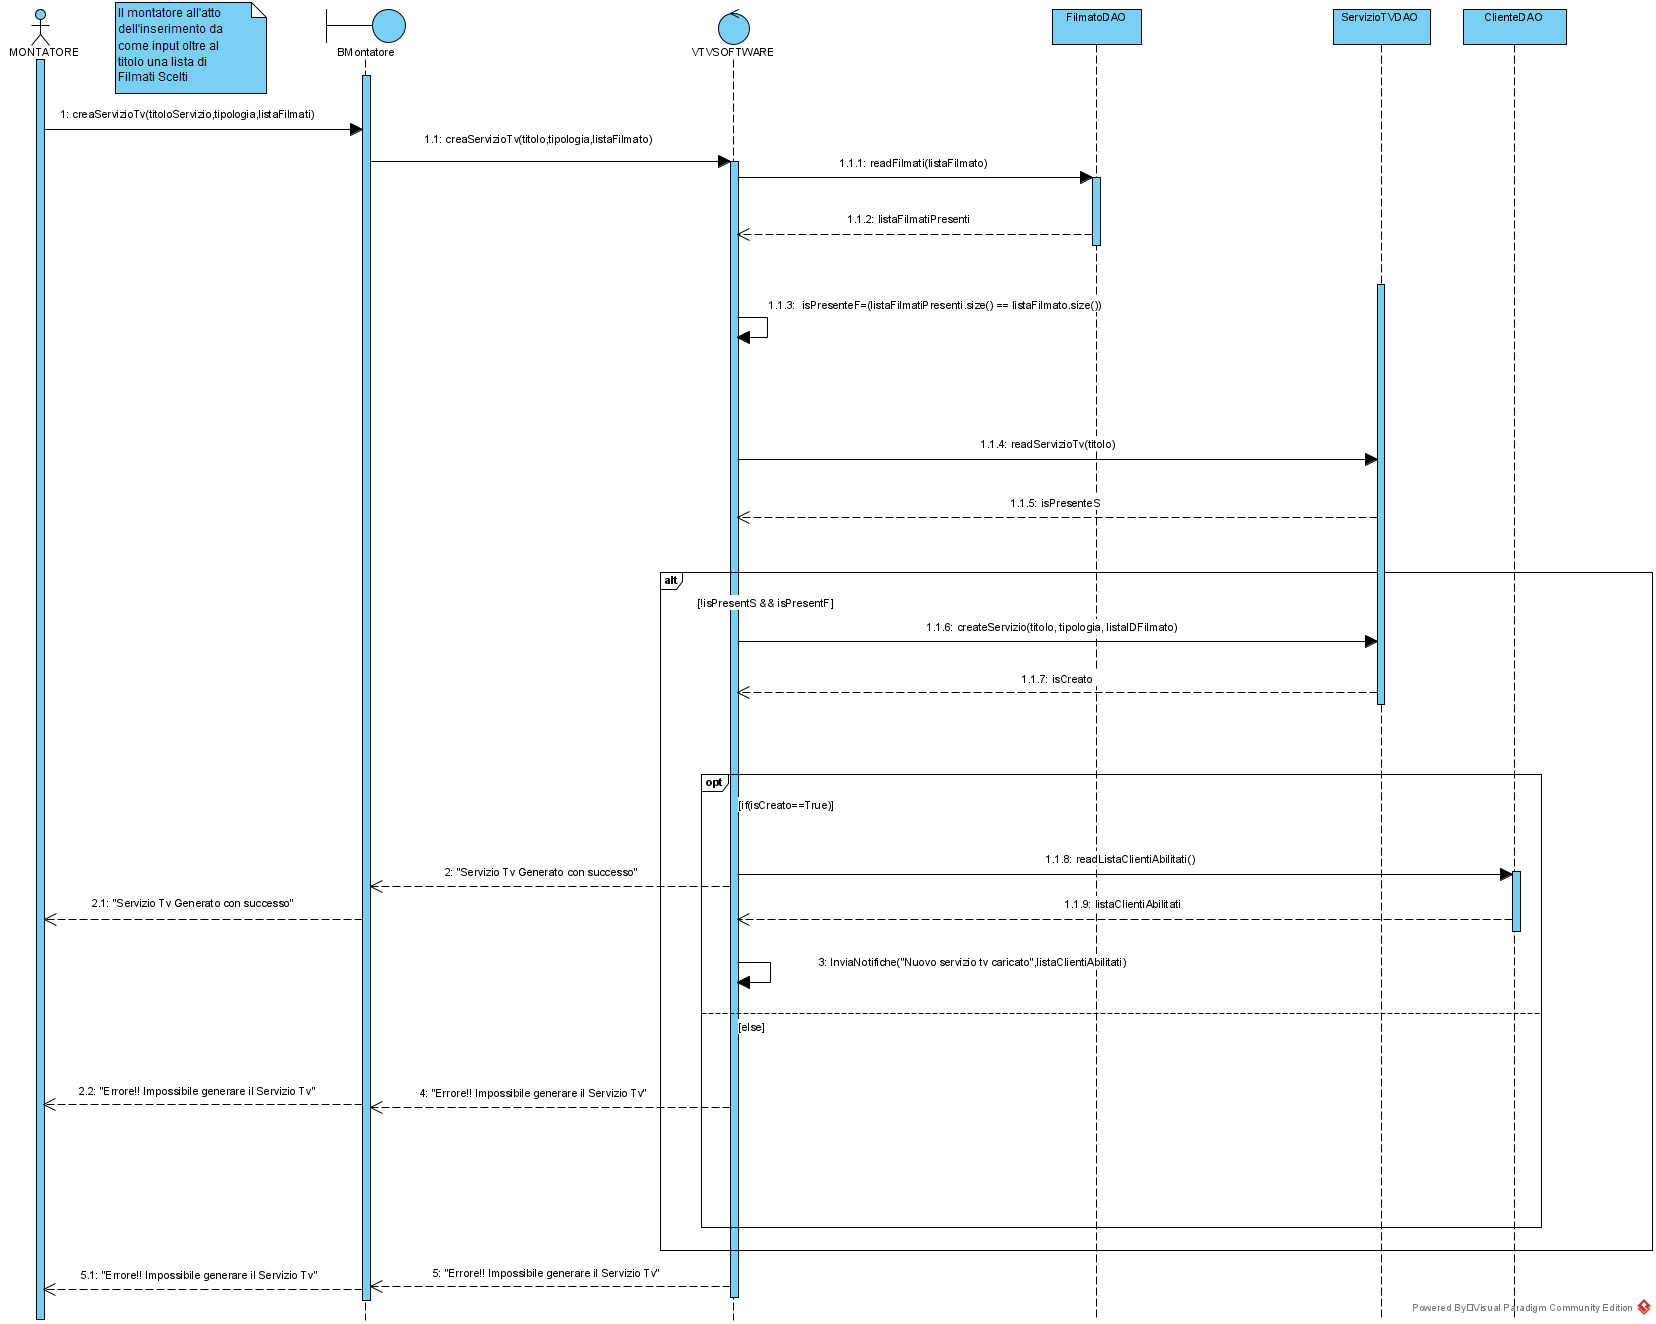 Il montatore all'atto
dell'inserimento da
come input oltre al
titolo una lista di
Filmati Scelti
MONTATORE
BMontatore
VTVSOFTWARE
FilmatoDAO
ServizioTVDAO
ClienteDAO
1: creaServizioTv(titoloServizio,tipologia,listaFilmati)
1.1: creaServizioTv(titolo,tipologia,listaFilmato)
1.1.1: readFilmati(listaFilmato)
1.1.2: listaFilmatiPresenti
1.1.3: isPresenteF=(listaFilmatiPresenti.size() == listaFilmato.size())
1.1.4: readServizioTv(titolo)
1.1.5: isPresenteS
alt
[!isPresentS && isPresentF]
1.1.6: createServizio(titolo, tipologia, listaIDFilmato)
1.1.7: isCreato
opt
[if(isCreato==True)]
1.1.8: readListaClientiAbilitati()
2: "Servizio Tv Generato con successo"
2.1: "Servizio Tv Generato con successo"
1.1.9: listaClientiAbilitati
3: InviaNotifiche("Nuovo servizio tv caricato",listaClientiAbilitati)
[else]
2.2: "Errore!! Impossibile generare il Servizio Tv"
4: "Errore!! Impossibile generare il Servizio Tv"
5: "Errore!! Impossibile generare il Servizio Tv"
5.1: "Errore!! Impossibile generare il Servizio Tv"
Powered By□Visual Paradigm Community Edition